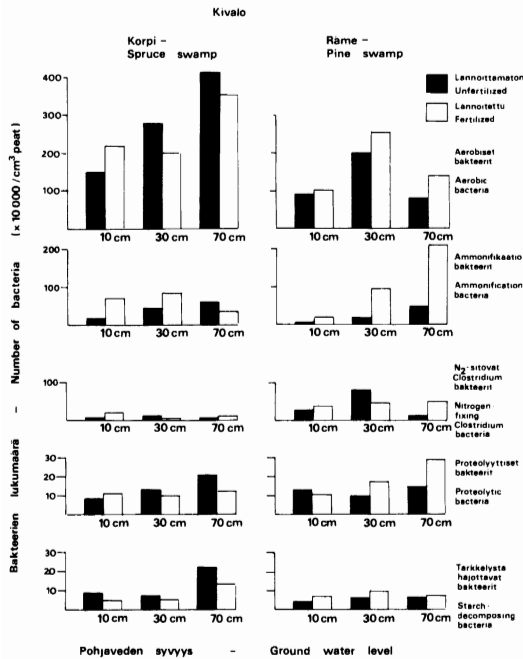 Kivalo
Korpi –
Spruce swamp
Räme –
Pine swamp
Lannoittamaton
Unfertilized
Lannoitettu
Fertilized
Bakteerien lukumäärä – Number of bacteria (x 10000/cm³ peat)
400
300
200
100
10 cm 30 cm 70 cm
10 cm 30 cm 70 cm
Aerobiset
bakteerit
Aerobic
bacteria
200
100
10 cm 30 cm 70 cm
10 cm 30 cm 70 cm
Ammonifikaatio
bakteerit
Ammonification
bacteria
100
10 cm 30 cm 70 cm
10 cm 30 cm 70 cm
N₂-sitovat
Clostridium
bakteerit
Nitrogen
fixing
Clostridium
bacteria
30
20
10
10 cm 30 cm 70 cm
10 cm 30 cm 70 cm
Proteolyyttiset
bakteerit
Proteolytic
bacteria
30
20
10
10 cm 30 cm 70 cm
10 cm 30 cm 70 cm
Tärkkelystä
hajottavat
bakteerit
Starch-
decomposing
bacteria
Pohjaveden syvyys – Ground water level